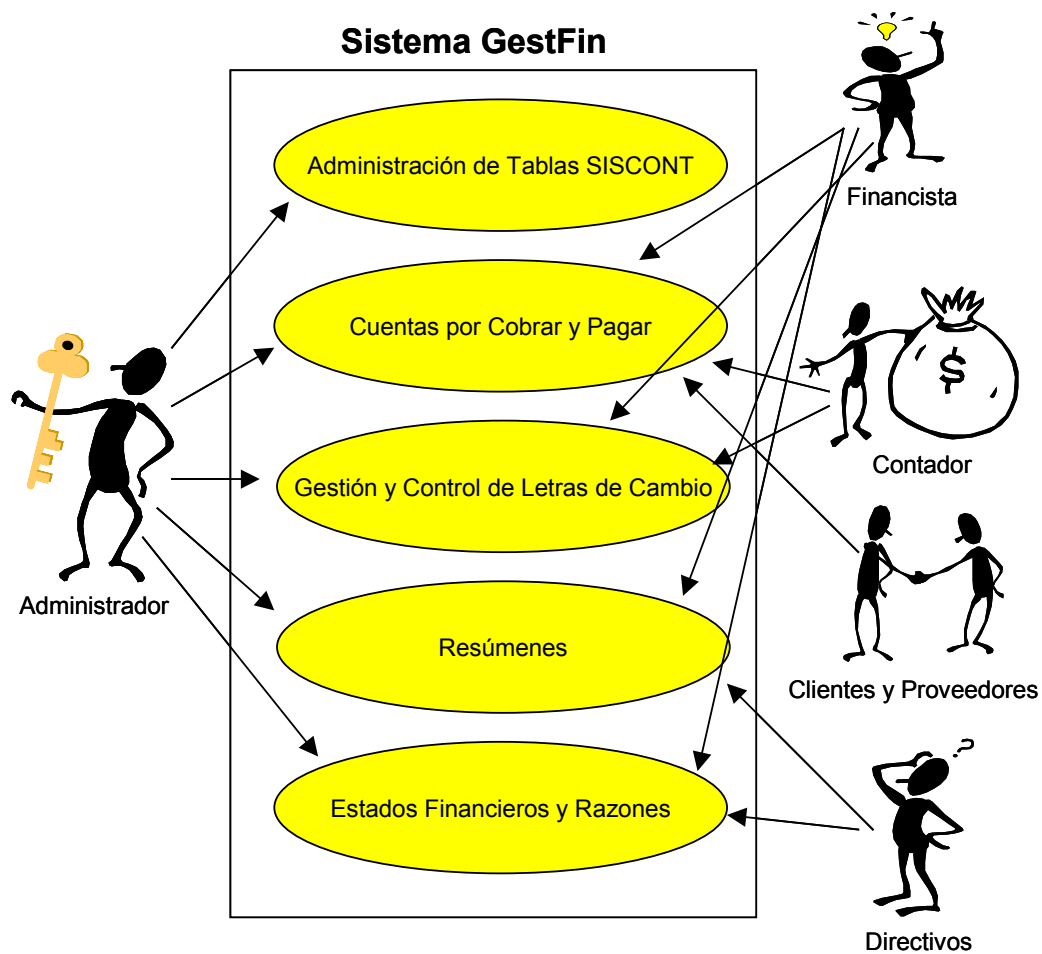 Sistema GestFin
Administración de Tablas SISCONT
Cuentas por Cobrar y Pagar
Gestión y Control de Letras de Cambio
Resúmenes
Estados Financieros y Razones
Administrador
Financista
$
Contador
Clientes y Proveedores
?
Directivos